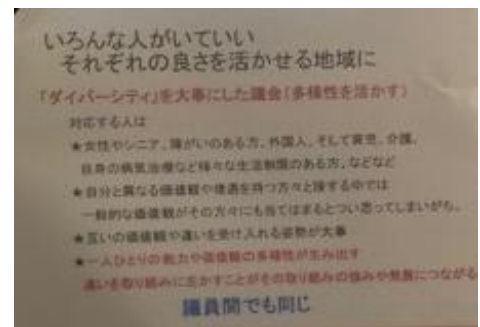 いろんな人がいていい
それぞれの良さを活かせる地域に
「ダイバーシティ」を大事にした議会(多様性を活かす)
対応する人は
★女性やシニア、障がいのある方、外国人、そして育児、介護、
自身の病気治療など様々な生活制限のある方、などなど
★自分と異なる価値観や境遇を持つ方々と接する中では
一般的な価値観がその方々にも当てはまるとつい思ってしまいがち。
★互いの価値観や違いを受け入れる姿勢が大事
★一人ひとりの能力や価値観の多様性が生み出す
違いを取り組みに活かすことがその取り組みの強みや発展につながる
議員間でも同じ